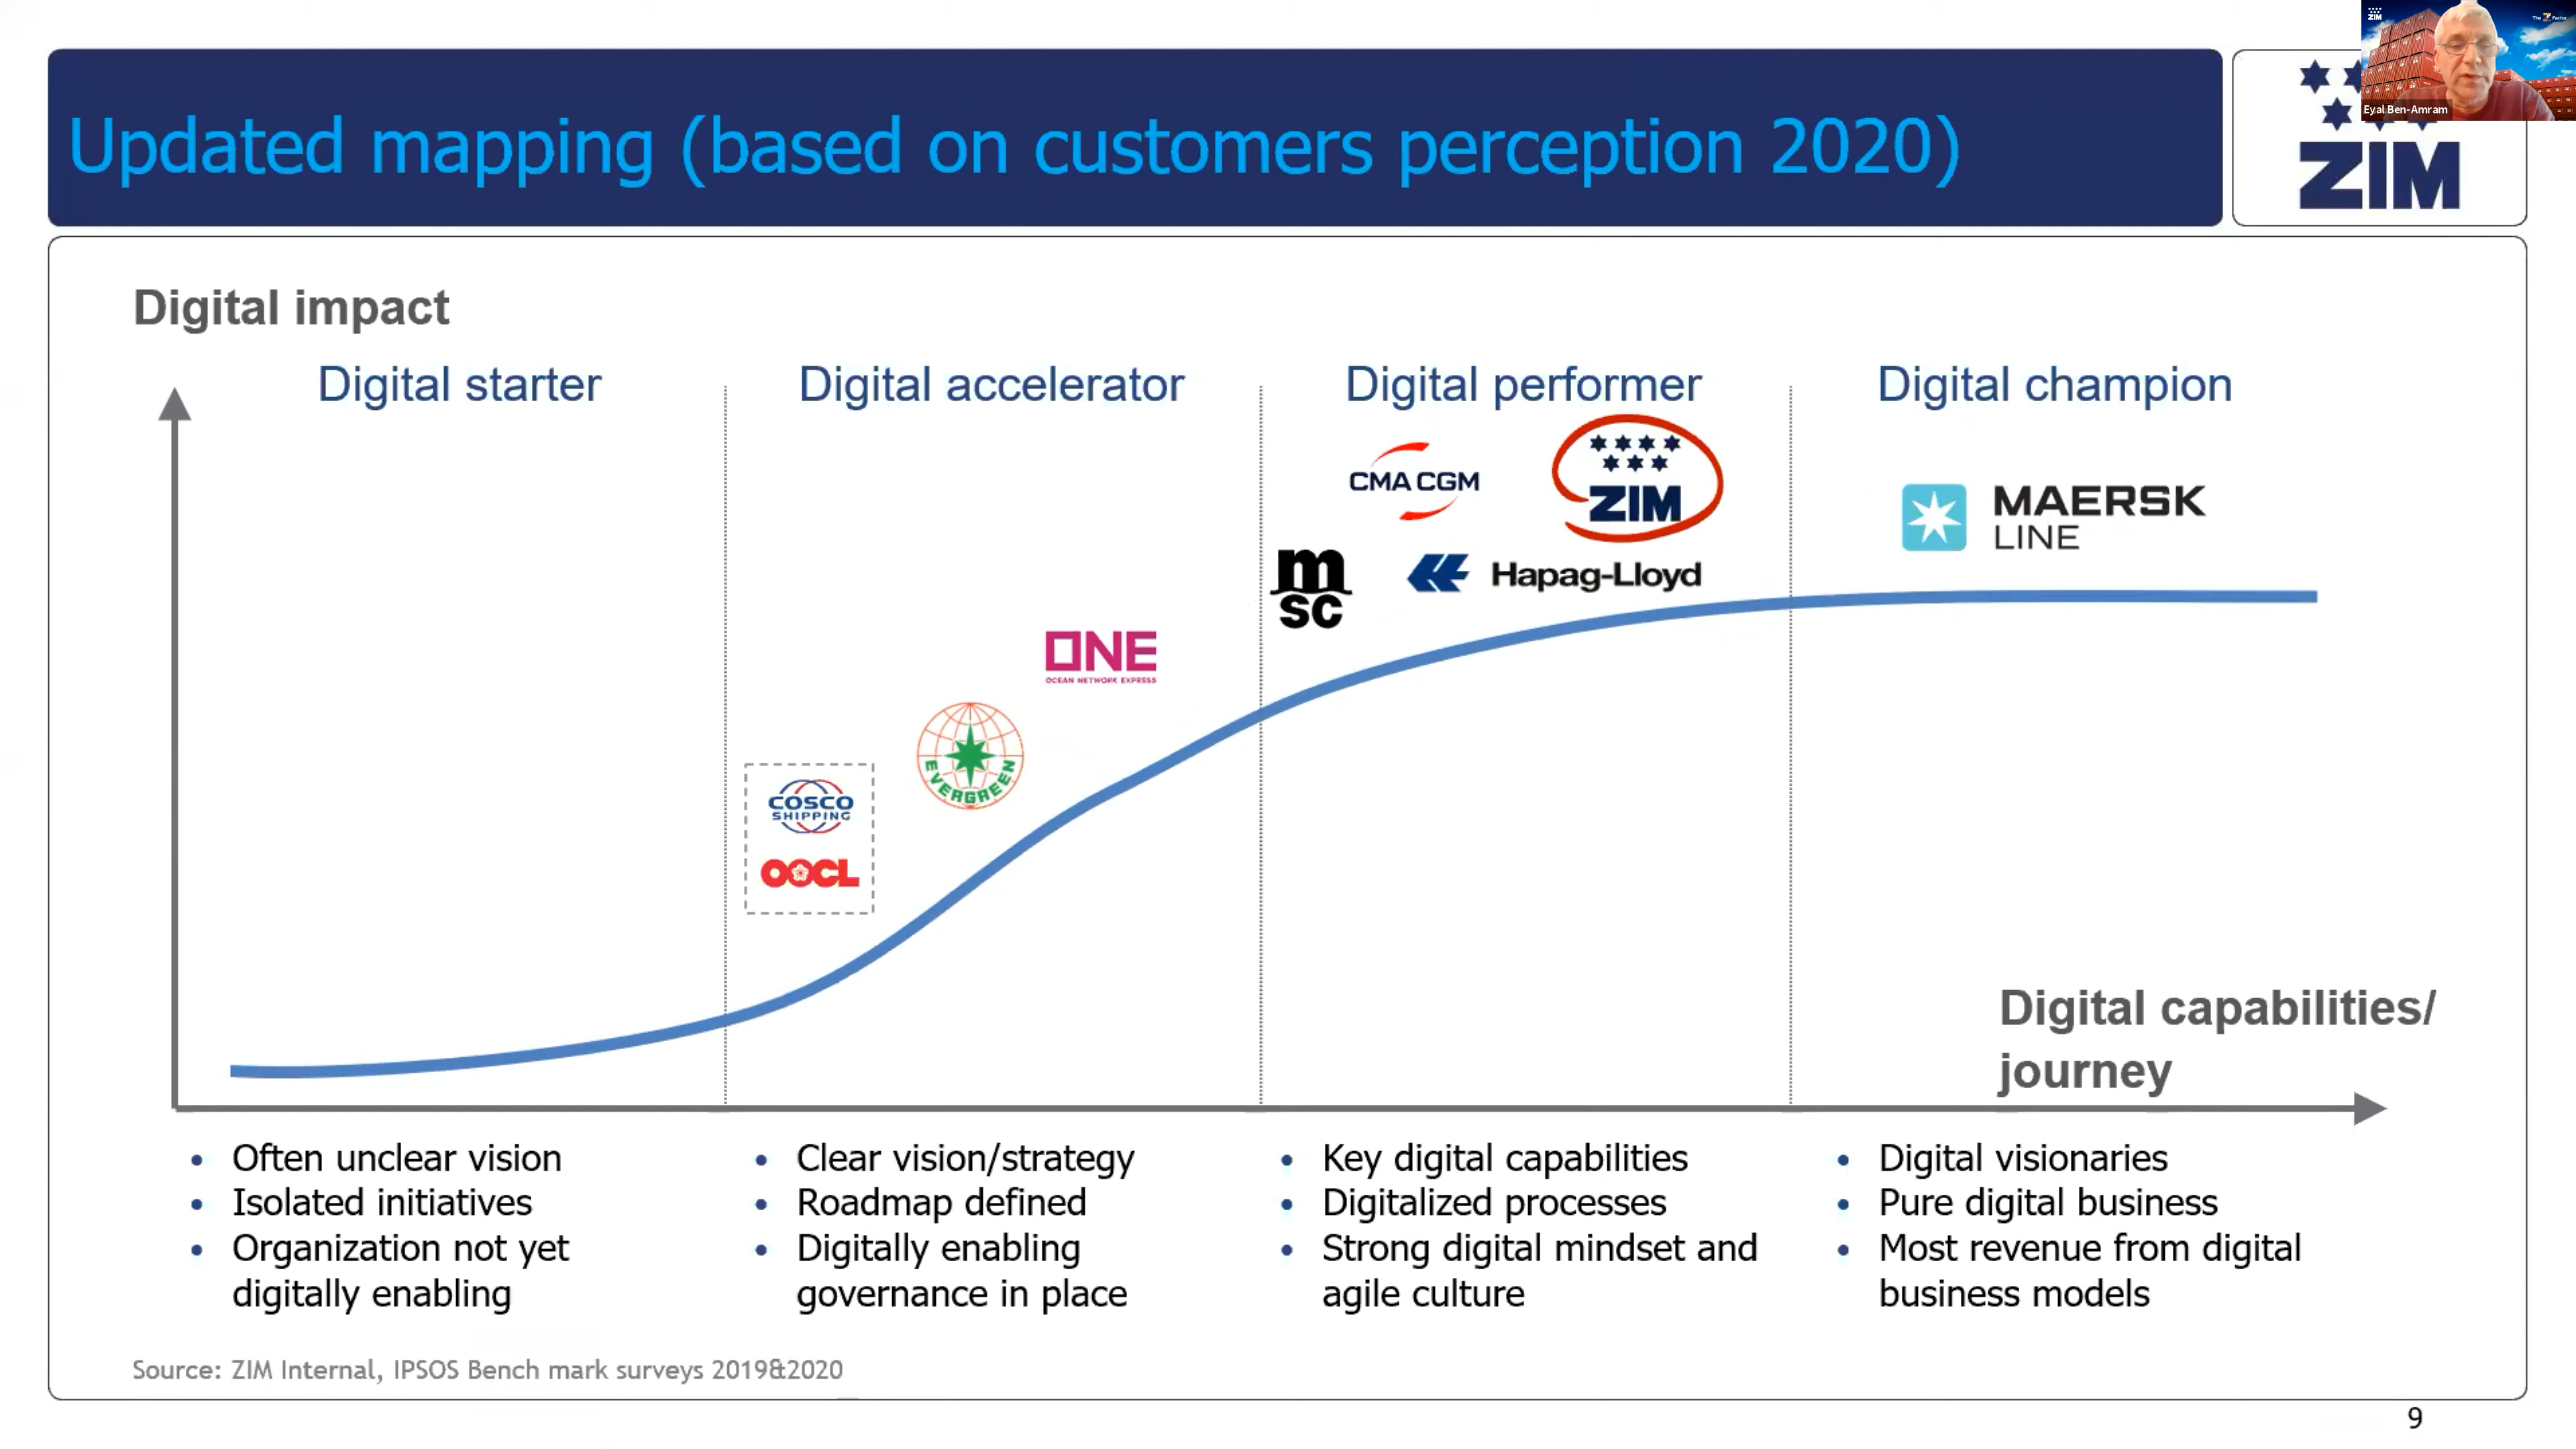 ZIM
The Z Factor
Eyal Ben-Amram
Updated mapping (based on customers perception 2020)
ZIM
Digital impact
Digital starter
Digital accelerator
Digital performer
Digital champion
CMA CGM
ZIM
MAERSK
LINE
msc
Hapag-Lloyd
ONE
OCEAN NETWORK EXPRESS
EVERGREEN
COSCO
SHIPPING
OOCL
Digital capabilities/
journey
• Often unclear vision
• Isolated initiatives
• Organization not yet
digitally enabling
• Clear vision/strategy
• Roadmap defined
• Digitally enabling
governance in place
• Key digital capabilities
• Digitalized processes
• Strong digital mindset and
agile culture
• Digital visionaries
• Pure digital business
• Most revenue from digital
business models
Source: ZIM Internal, IPSOS Bench mark surveys 2019&2020
9